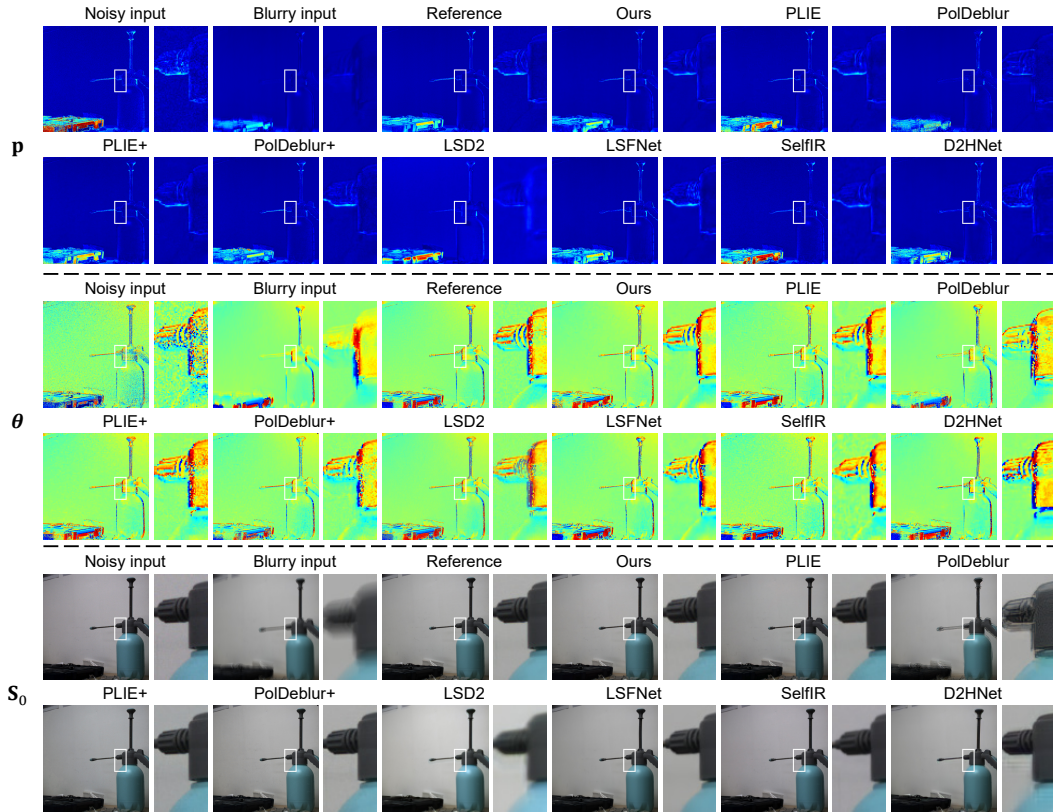 Noisy input Blurry input Reference Ours PLIE PolDeblur
p
PLIE+ PolDeblur+ LSD2 LSFNet SelfIR D2HNet
Noisy input Blurry input Reference Ours PLIE PolDeblur
θ
PLIE+ PolDeblur+ LSD2 LSFNet SelfIR D2HNet
Noisy input Blurry input Reference Ours PLIE PolDeblur
S₀
PLIE+ PolDeblur+ LSD2 LSFNet SelfIR D2HNet